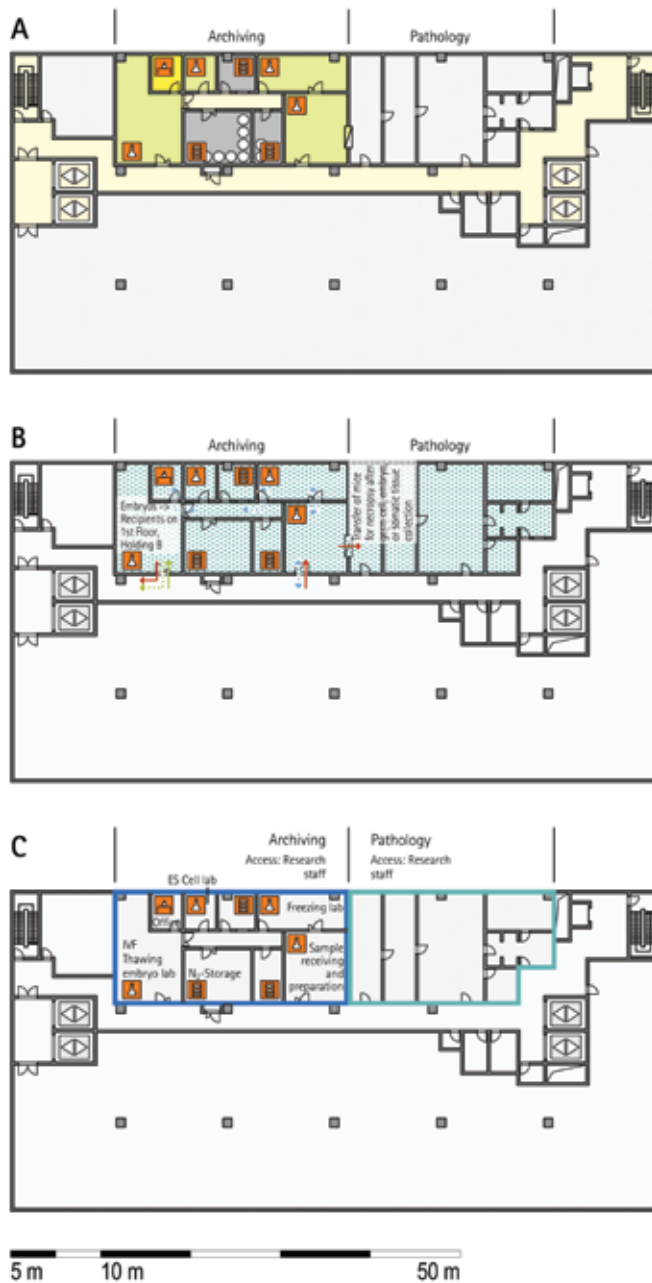 A
Archiving
Pathology
B
Archiving
Pathology
Embryos ->
Recipients on
1st Floor,
Holding B
Transfer of mice
for necropsy after
germ cell, embryo
or somatic tissue
collection
C
Archiving
Access: Research
staff
Pathology
Access: Research
staff
ES Cell lab
Office
Freezing lab
IVF
Thawing
embryo lab
N₂-Storage
Sample
receiving
and
preparation
5 m
10 m
50 m